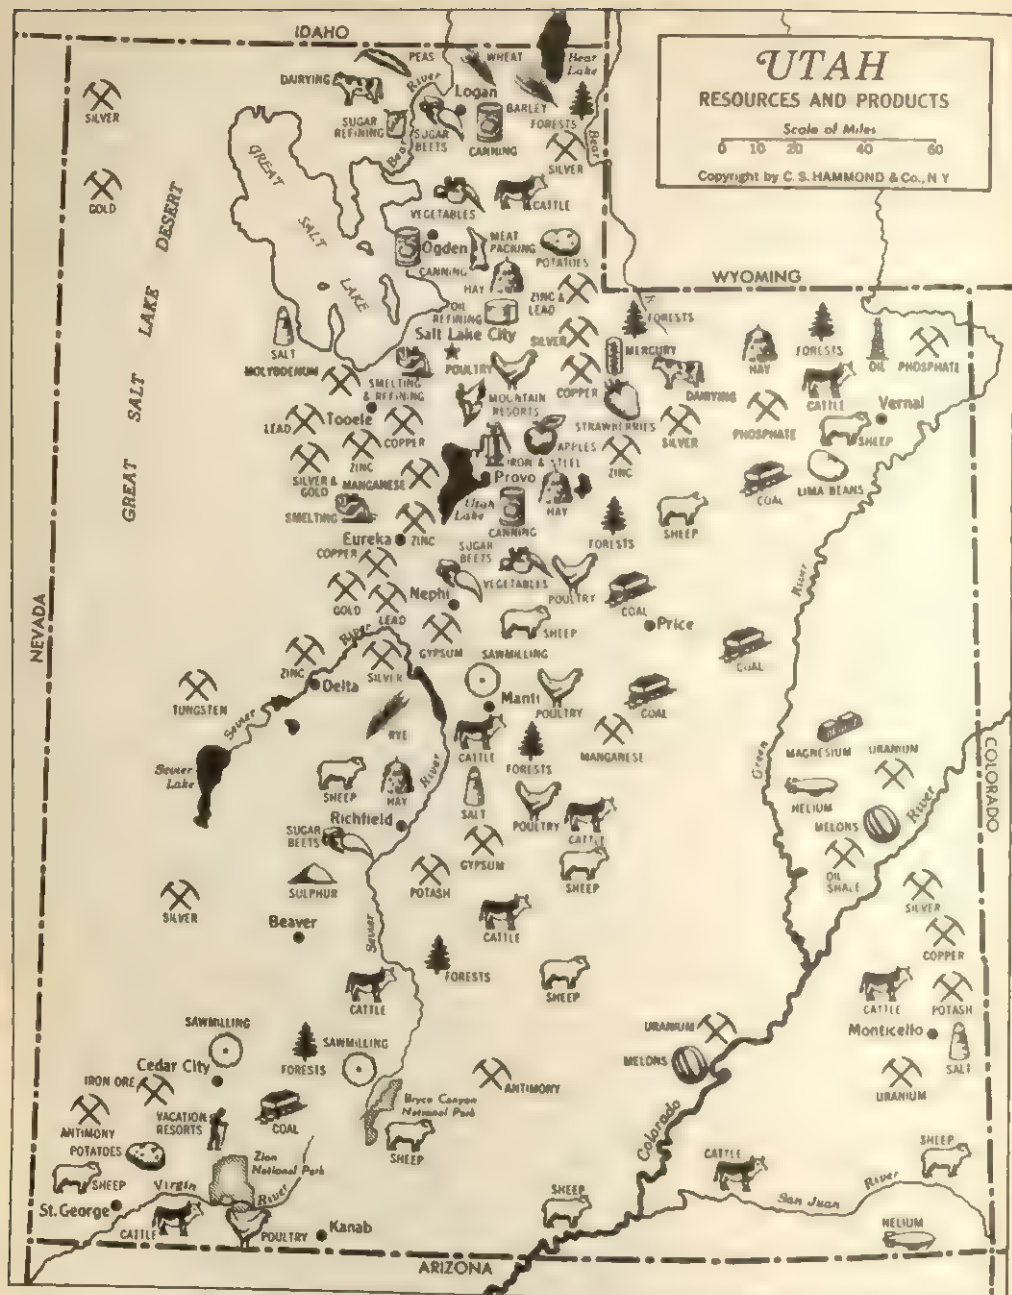 IDAHO
UTAH
RESOURCES AND PRODUCTS
Scale of Miles
0 10 20 40 60
Copyright by C. S. HAMMOND & Co., N Y
PEAS
WHEAT
Bear
Lake
DAIRYING
River
Logan
SILVER
BARLEY
SUGAR
REFINING
SUGAR
BEETS
FORESTS
CANNING
Bear
Bear
SILVER
GREAT
SALT
LAKE
GOLD
VEGETABLES
CATTLE
GREAT SALT LAKE DESERT
Ogden
MEAT
PACKING
CANNING
POTATOES
HAY
WYOMING
ZINC &
LEAD
OIL
REFINING
FORESTS
Salt Lake City
SILVER
SALT
MOLYBDENUM
MERCURY
HAY
FORESTS
OIL
PHOSPHATE
POULTRY
SMELTING
& REFINING
COPPER
DAIRYING
CATTLE
MOUNTAIN
RESORTS
Vernal
LEAD
Tooele
COPPER
STRAWBERRIES
SILVER
PHOSPHATE
SHEEP
APPLES
IRON & STEEL
ZINC
ZINC
SILVER &
GOLD
MANGANESE
Provo
COAL
LIMA BEANS
Utah
Lake
HAY
SMELTING
CANNING
FORESTS
SHEEP
Eureka
ZINC
COPPER
SUGAR
BEETS
VEGETABLES
POULTRY
River
GOLD
LEAD
Nephi
COAL
Price
NEVADA
River
GYPSUM
SHEEP
SAWMILLING
COAL
ZINC
SILVER
Delta
TUNGSTEN
Manti
POULTRY
COAL
Sevier
RYE
CATTLE
FORESTS
MANGANESE
MAGNESIUM
URANIUM
Green
COLORADO
Sevier
Lake
SHEEP
HAY
River
SALT
HELIUM
River
Richfield
POULTRY
CATTLE
MELONS
SUGAR
BEETS
GYPSUM
SULPHUR
POTASH
SHEEP
OIL
SHALE
SILVER
SILVER
Beaver
Sevier
CATTLE
COPPER
FORESTS
CATTLE
SHEEP
CATTLE
POTASH
SAWMILLING
URANIUM
Monticello
SAWMILLING
FORESTS
Cedar City
MELONS
SALT
IRON ORE
ANTIMONY
URANIUM
Bryce Canyon
National Park
ANTIMONY
VACATION
RESORTS
COAL
Colorado
POTATOES
SHEEP
Zion
National Park
CATTLE
SHEEP
SHEEP
Virgin
River
SHEEP
San Juan
River
St. George
CATTLE
POULTRY
Kanab
HELIUM
ARIZONA